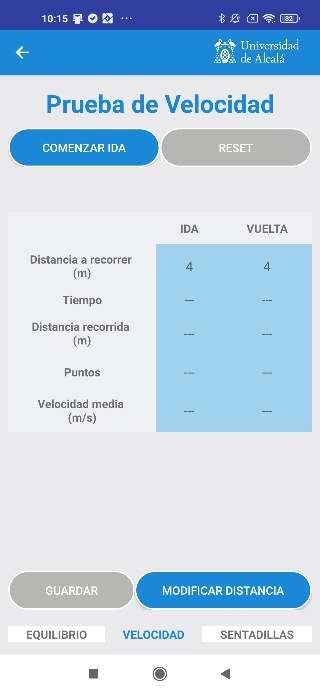 10:15
82
Universidad
de Alcalá
Prueba de Velocidad
COMENZAR IDA RESET
IDA VUELTA
Distancia a recorrer
(m) 4 4
Tiempo --- ---
Distancia recorrida
(m) --- ---
Puntos --- ---
Velocidad media
(m/s) --- ---
GUARDAR MODIFICAR DISTANCIA
EQUILIBRIO VELOCIDAD SENTADILLAS